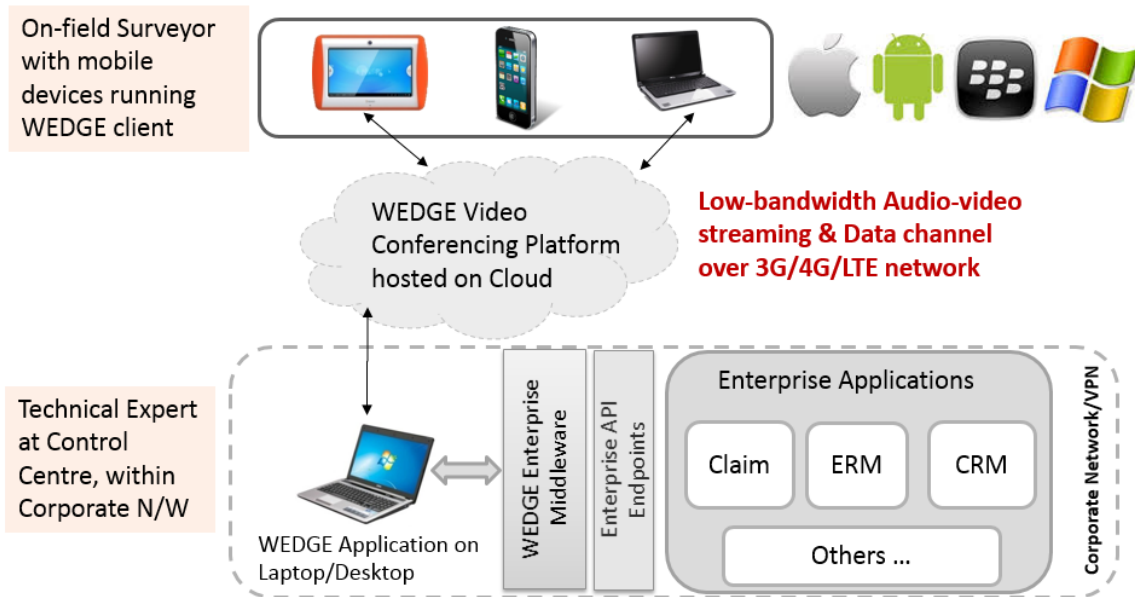 On-field Surveyor
with mobile
devices running
WEDGE client
WEDGE Video
Conferencing Platform
hosted on Cloud
Low-bandwidth Audio-video
streaming & Data channel
over 3G/4G/LTE network
Technical Expert
at Control
Centre, within
Corporate N/W
WEDGE Application on
Laptop/Desktop
WEDGE Enterprise
Middleware
Enterprise API
Endpoints
Enterprise Applications
Claim
ERM
CRM
Others ...
Corporate Network/VPN